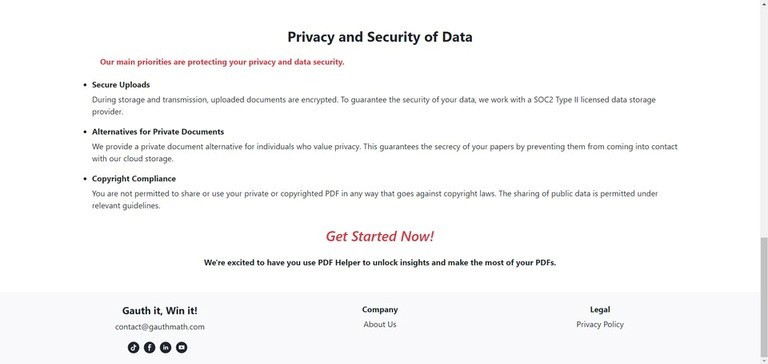 Privacy and Security of Data
Our main priorities are protecting your privacy and data security.
Secure Uploads
During storage and transmission, uploaded documents are encrypted. To guarantee the security of your data, we work with a SOC2 Type II licensed data storage
provider.
Alternatives for Private Documents
We provide a private document alternative for individuals who value privacy. This guarantees the secrecy of your papers by preventing them from coming into contact
with our cloud storage.
Copyright Compliance
You are not permitted to share or use your private or copyrighted PDF in any way that goes against copyright laws. The sharing of public data is permitted under
relevant guidelines.
Get Started Now!
We're excited to have you use PDF Helper to unlock insights and make the most of your PDFs.
Gauth it, Win it!
contact@gauthmath.com
Company
About Us
Legal
Privacy Policy